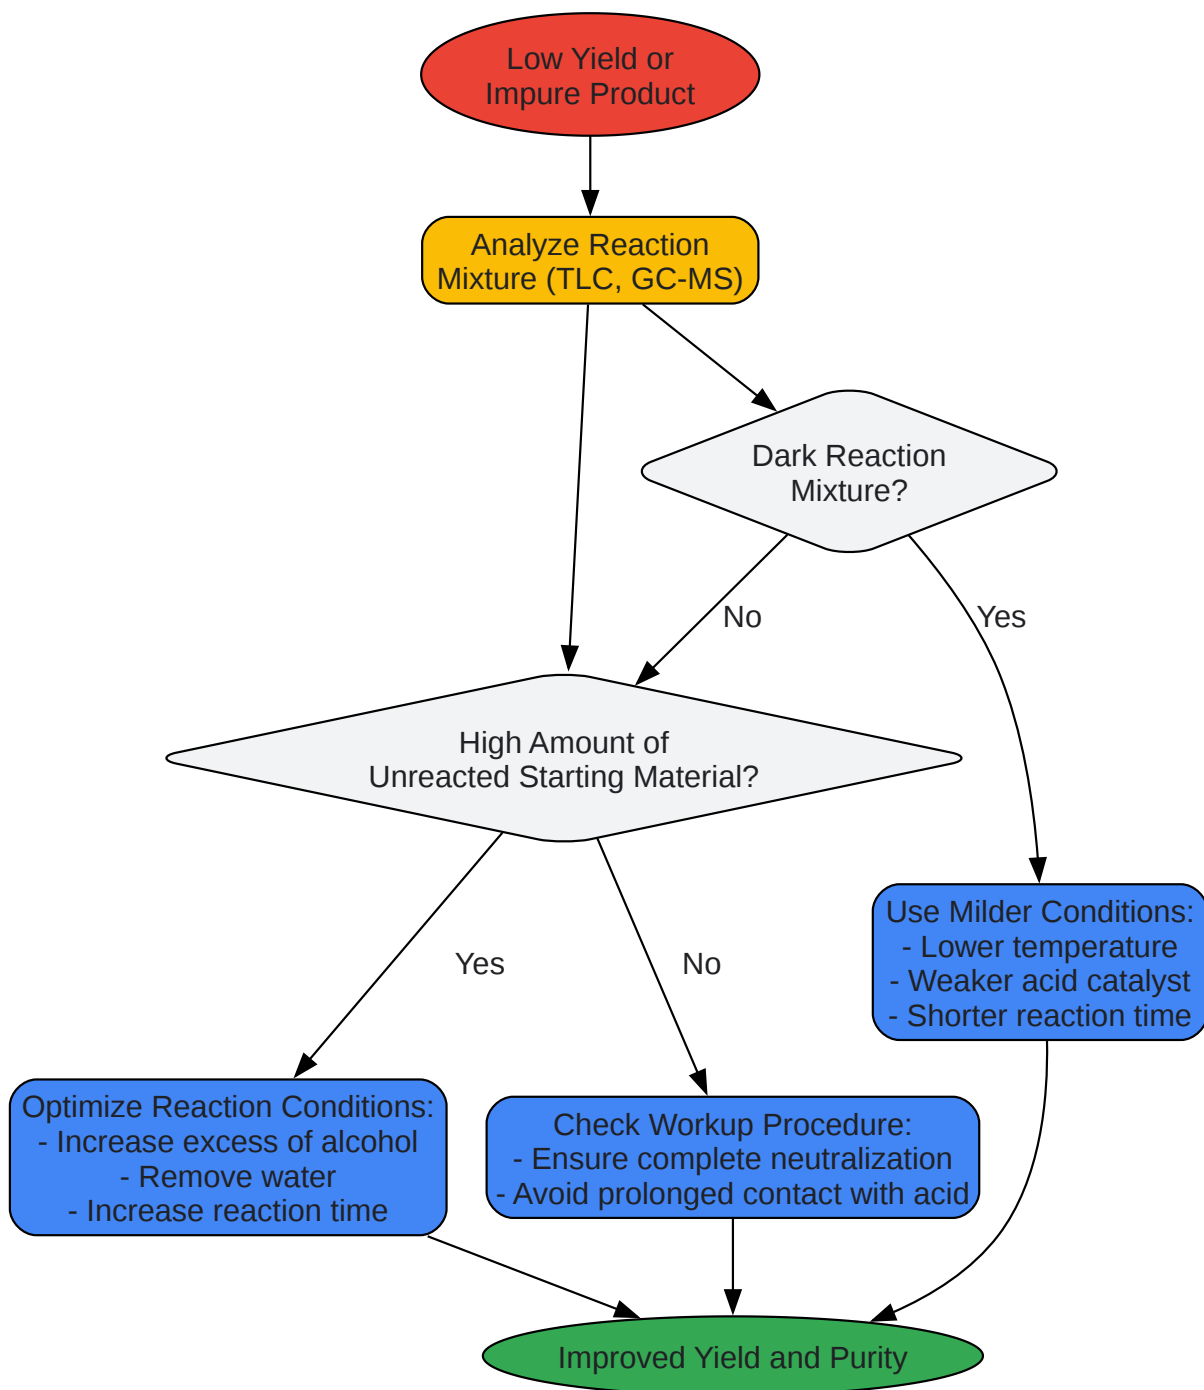 Low Yield or
Impure Product
Analyze Reaction
Mixture (TLC, GC-MS)
Dark Reaction
Mixture?
No
Yes
High Amount of
Unreacted Starting Material?
Yes
No
Use Milder Conditions:
- Lower temperature
- Weaker acid catalyst
- Shorter reaction time
Optimize Reaction Conditions:
- Increase excess of alcohol
- Remove water
- Increase reaction time
Check Workup Procedure:
- Ensure complete neutralization
- Avoid prolonged contact with acid
Improved Yield and Purity